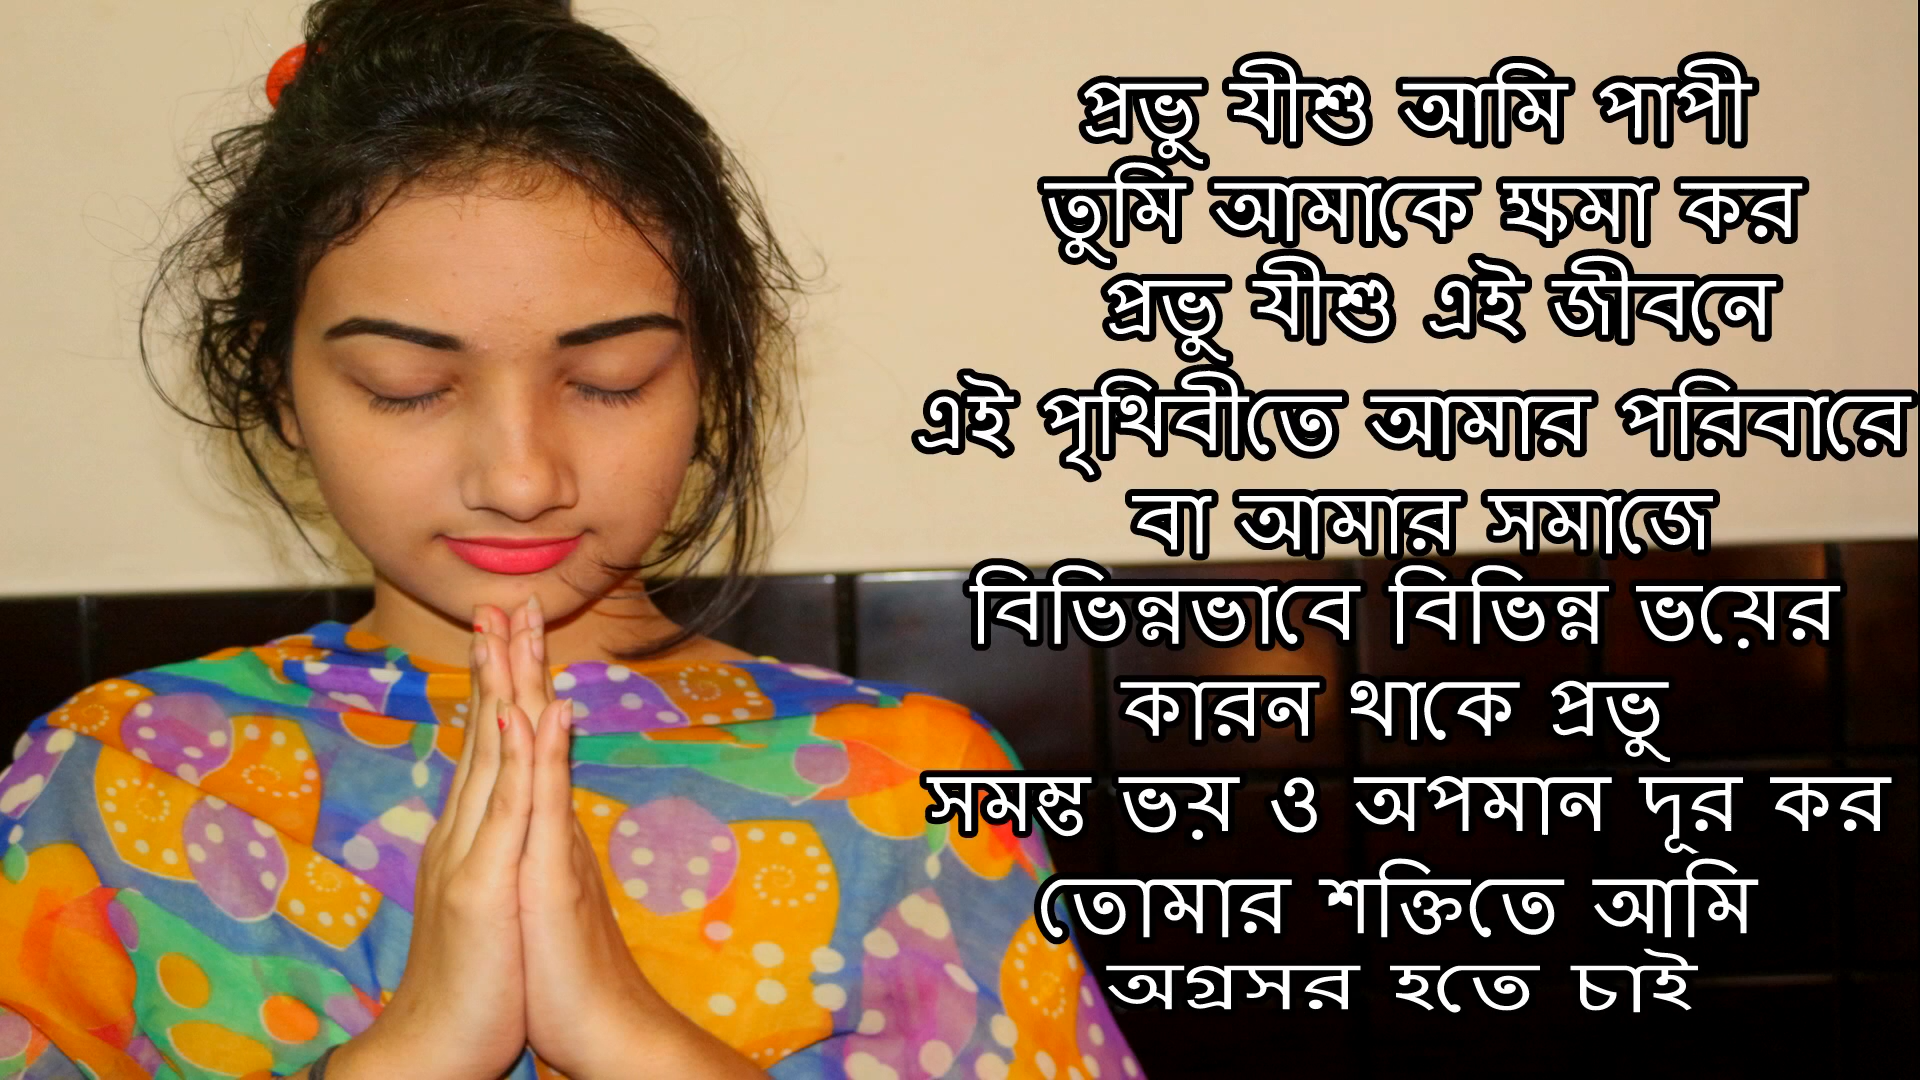 প্রভু যীশু আমি পাপী
তুমি আমাকে ক্ষমা কর
প্রভু যীশু এই জীবনে
এই পৃথিবীতে আমার পরিবারে
বা আমার সমাজে
বিভিন্নভাবে বিভিন্ন ভয়ের
কারন থাকে প্রভু
সমস্ত ভয় ও অপমান দূর কর
তোমার শক্তিতে আমি
অগ্রসর হতে চাই